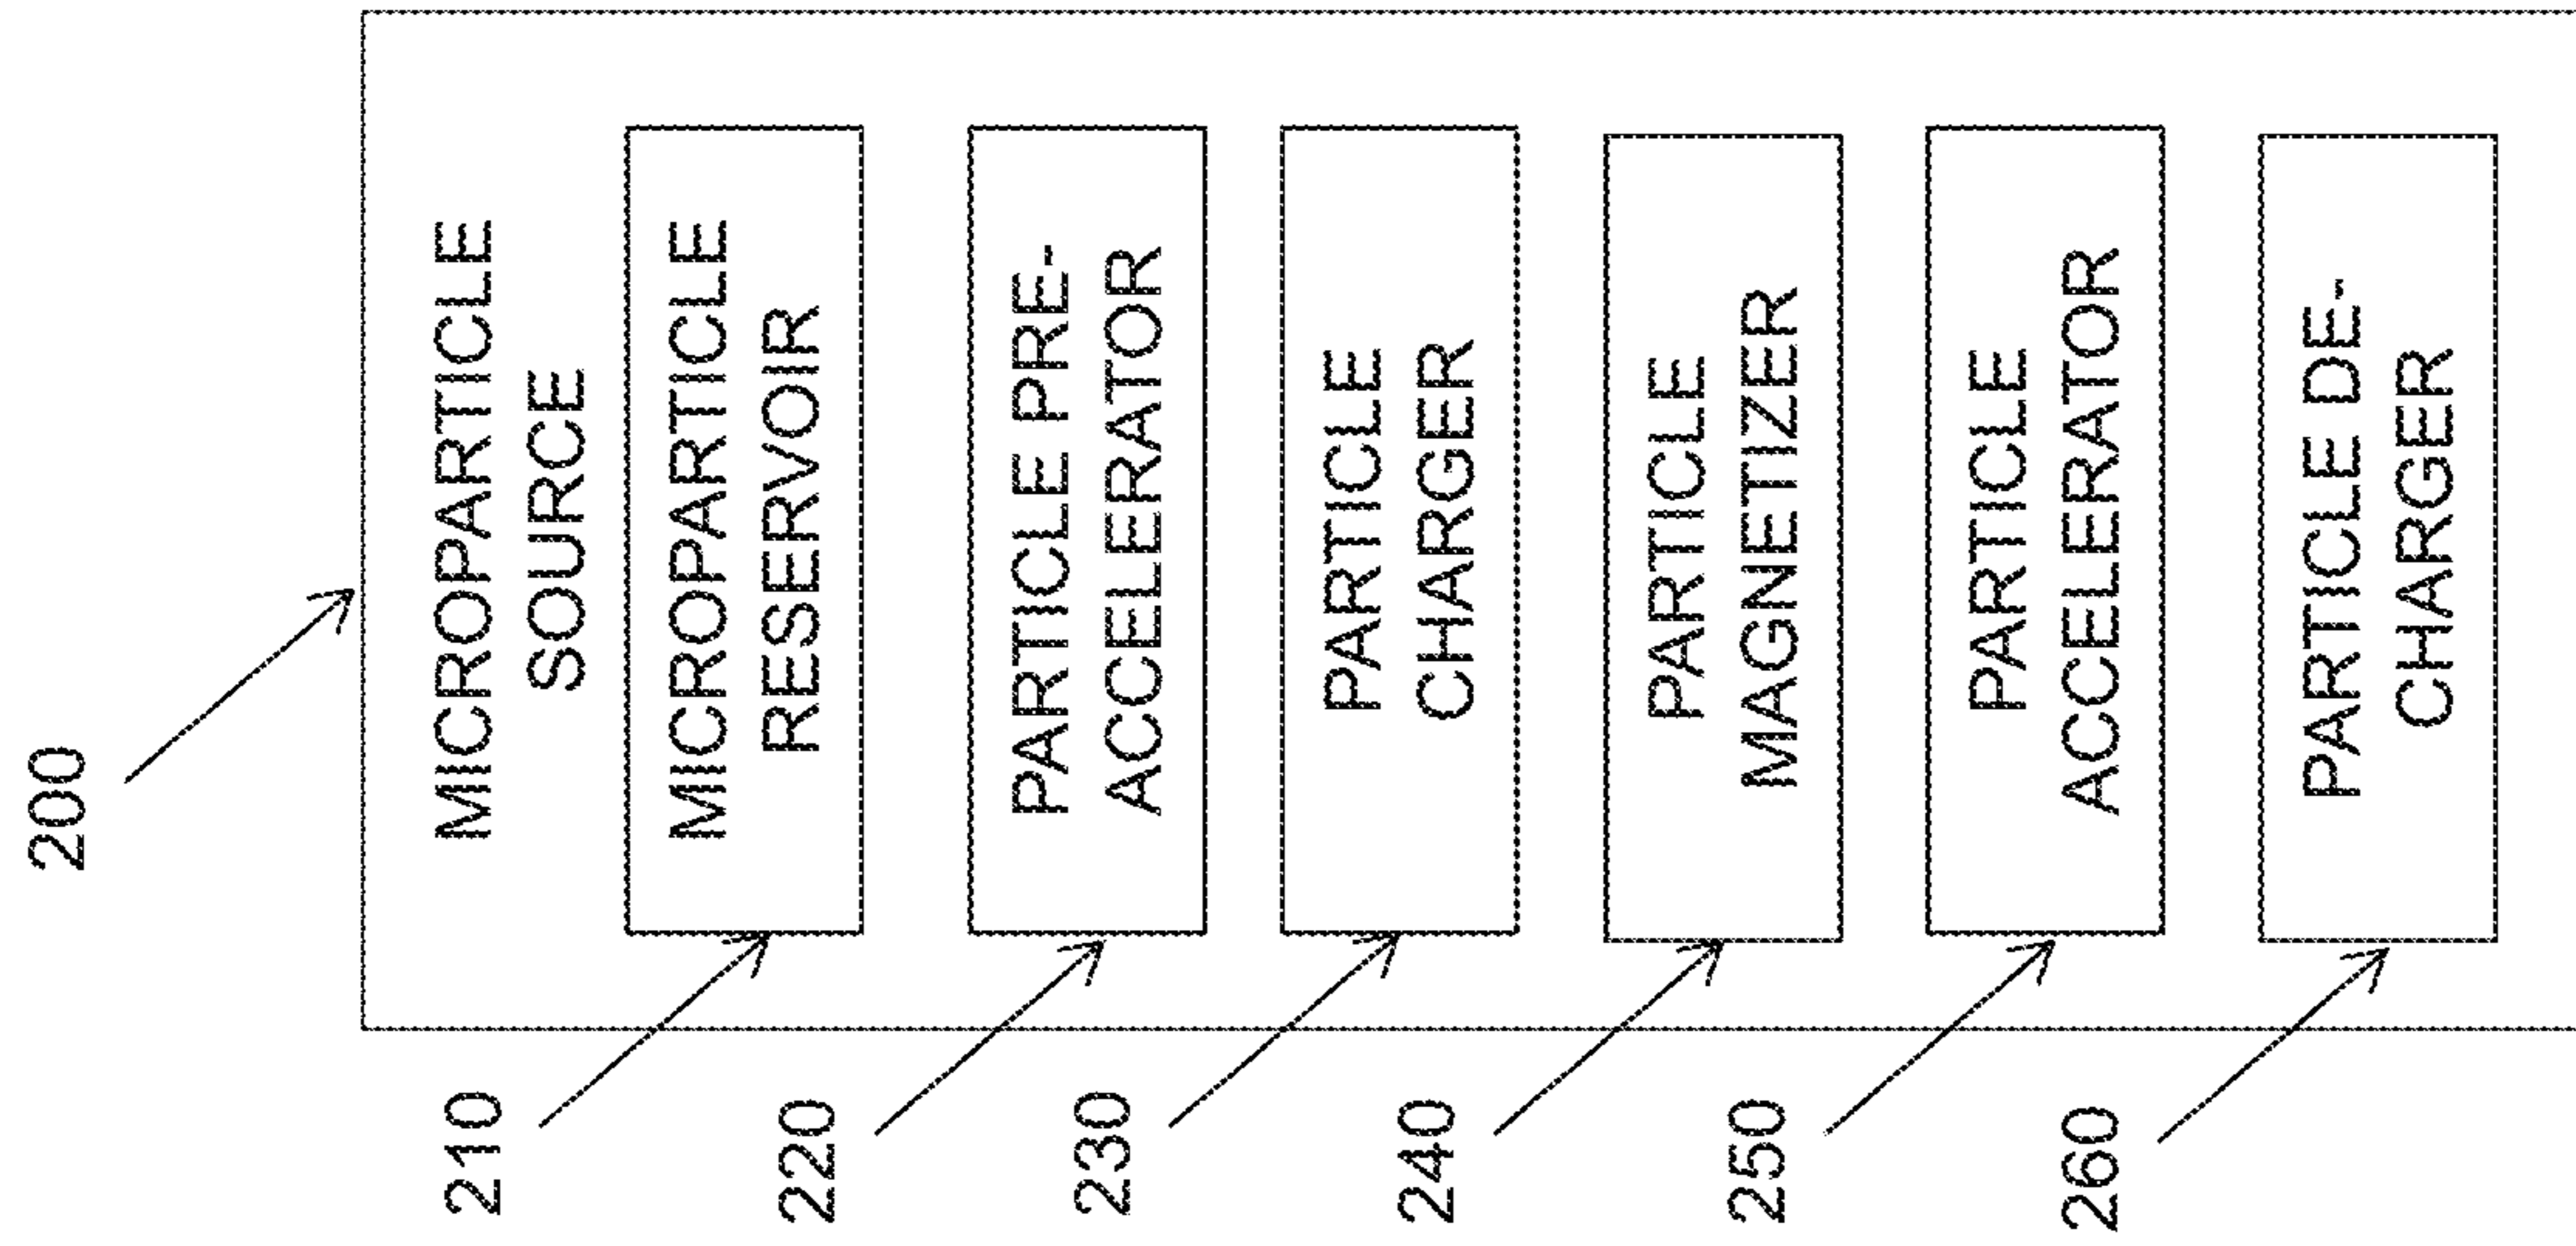 200
MICROPARTICLE
SOURCE
210
MICROPARTICLE
RESERVOIR
220
PARTICLE PRE-
ACCELERATOR
230
PARTICLE
CHARGER
240
PARTICLE
MAGNETIZER
250
PARTICLE
ACCELERATOR
260
PARTICLE DE-
CHARGER